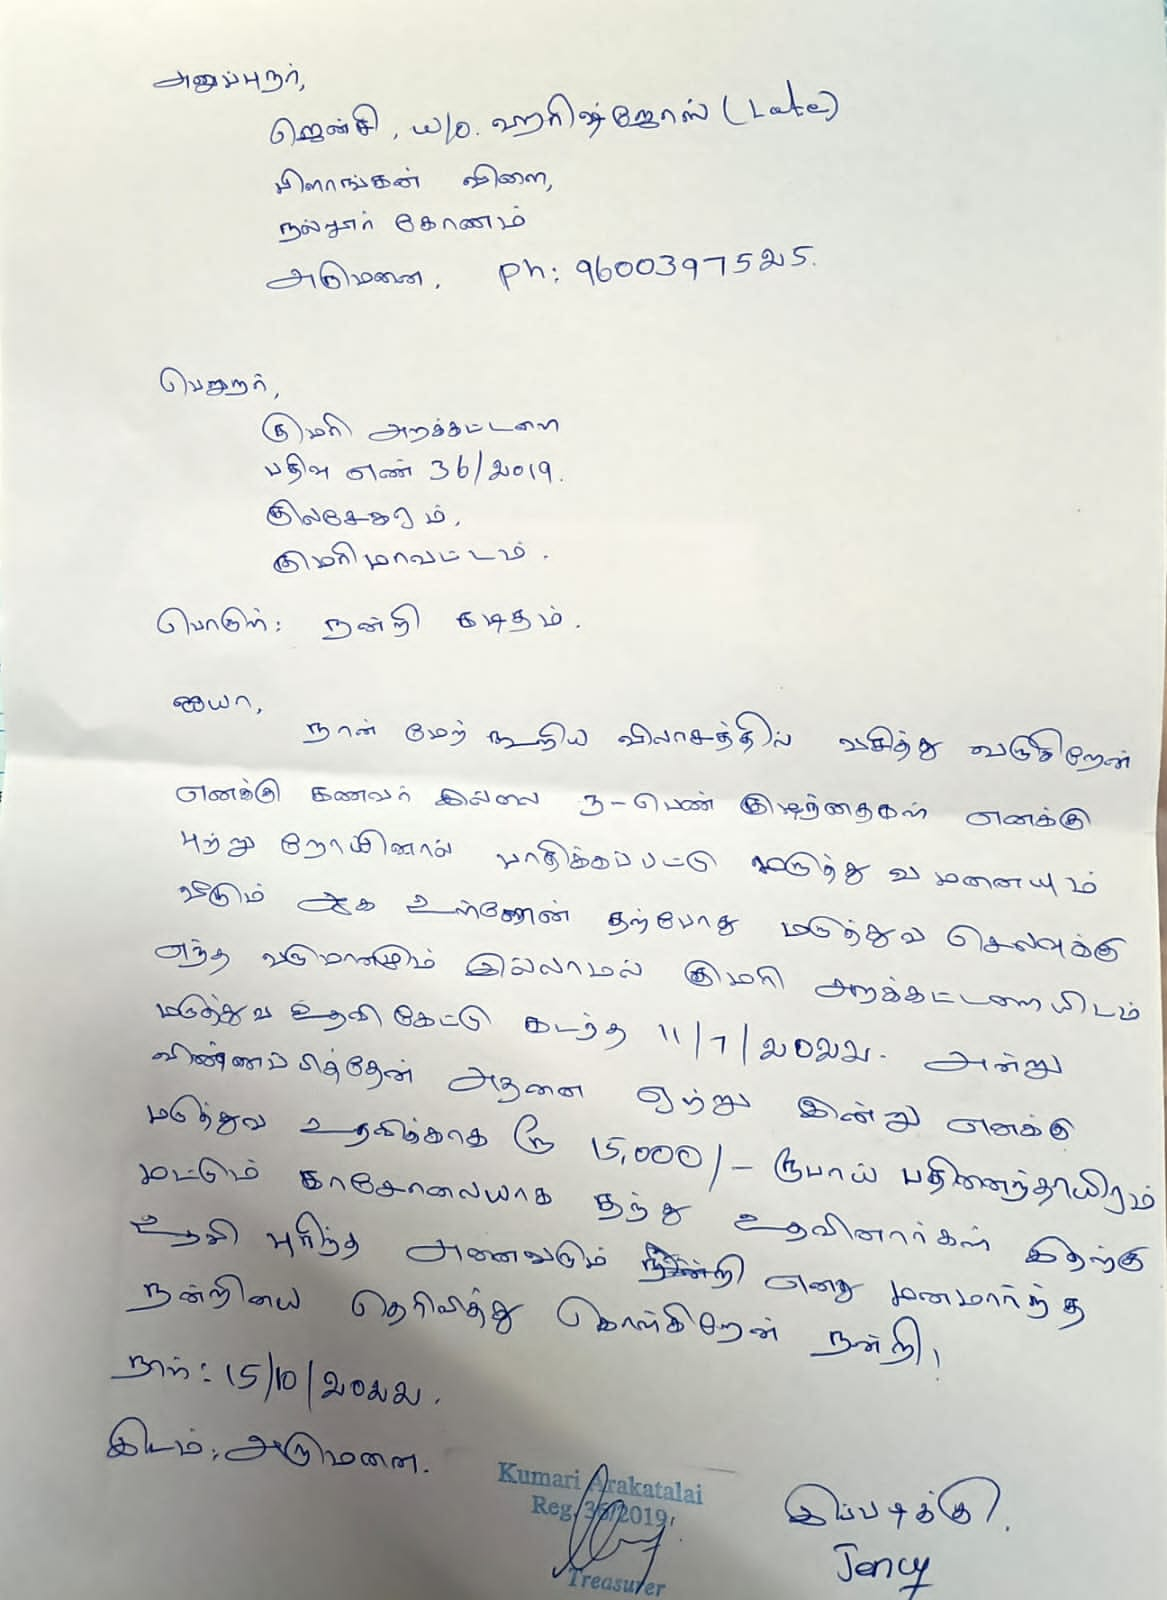 அனுப்புநர்,
ஜென்சி, w/o. ஹரிஷ்ஜோஸ் (Late)
பிளாங்கன் விளை,
நல்லூர் கோணம்
அருமனை. Ph: 9600397525.
பெறுநர்,
குமரி அறக்கட்டளை
பதிவு எண் 36/2019.
குலசேகரம்,
குமரிமாவட்டம்.
பொருள்: நன்றி கடிதம்.
ஐயா,
நான் மேற் கூறிய விலாசத்தில் வசித்து வருகிறேன்
எனக்கு கணவர் இல்லை 3-பெண் குழந்தைகள் எனக்கு
புற்று நோயினால் பாதிக்கப்பட்டு மருத்துவ மனையும்
வீடும் ஆக உள்ளேன் தற்போது மருத்துவ செலவுக்கு
எந்த வருமானமும் இல்லாமல் குமரி அறக்கட்டளையிடம்
மருத்துவ உதவி கேட்டு கடந்த 11/7/2022. அன்று
விண்ணப்பித்தேன் அதனை ஏற்று இன்று எனக்கு
மருத்துவ உதவிக்காக ரூ 15,000/- ரூபாய் பதினைந்தாயிரம்
மட்டும் காசோலையாக தந்து உதவினார்கள் இதற்கு
உதவி புரிந்த அனைவரும் எனது மனமார்ந்த
நன்றியை தெரிவித்து கொள்கிறேன் நன்றி,
நாள்: 15/10/2022.
இடம்: அருமனை.
Kumari Arakatalai
Reg. 36/2019
Treasurer
இப்படிக்கு.
Jency